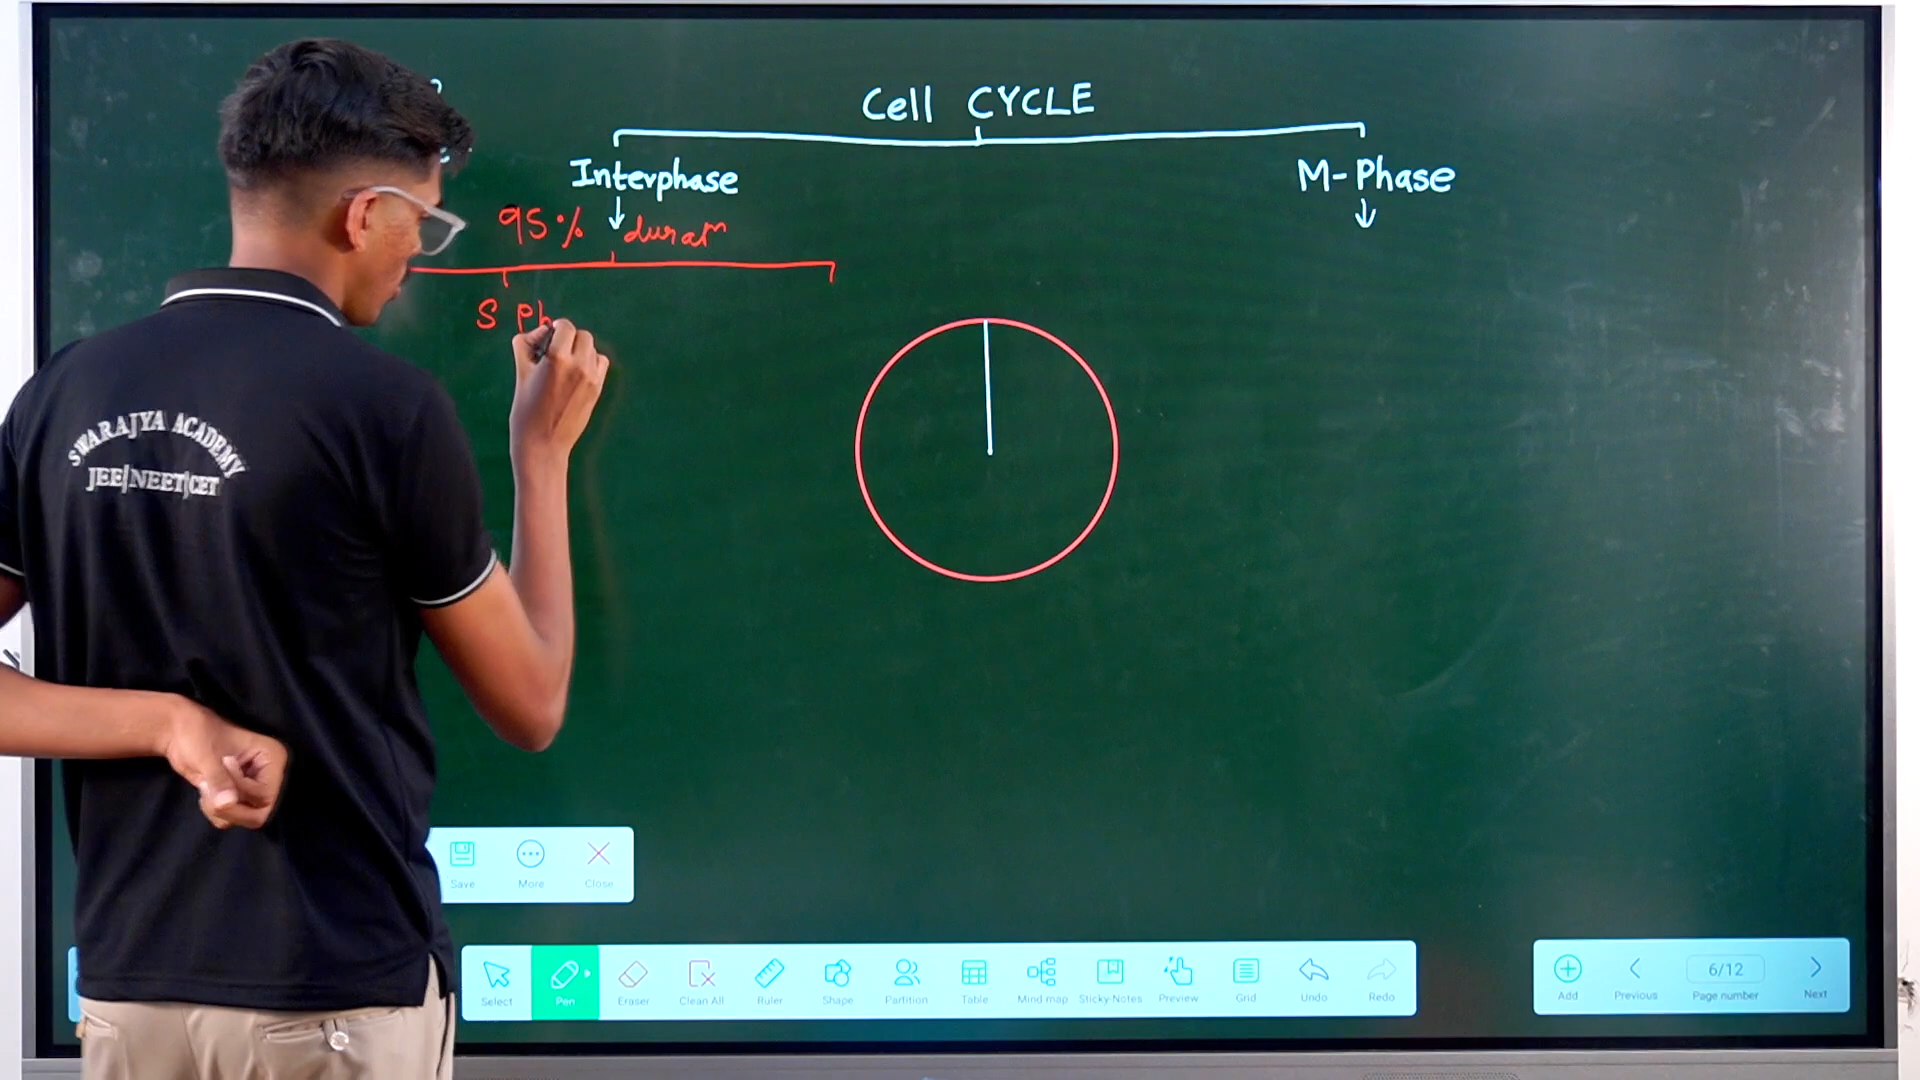 Cell CYCLE
Interphase
M-Phase
95%
S Ph
SWARAJYA ACADEMY
JEE|NEET|CET
Save
More
Close
Select
Pen
Eraser
Clean All
Ruler
Shape
Partition
Table
Mind map
Sticky Notes
Preview
Grid
Undo
Redo
Add
Previous
6/12
Page number
Next